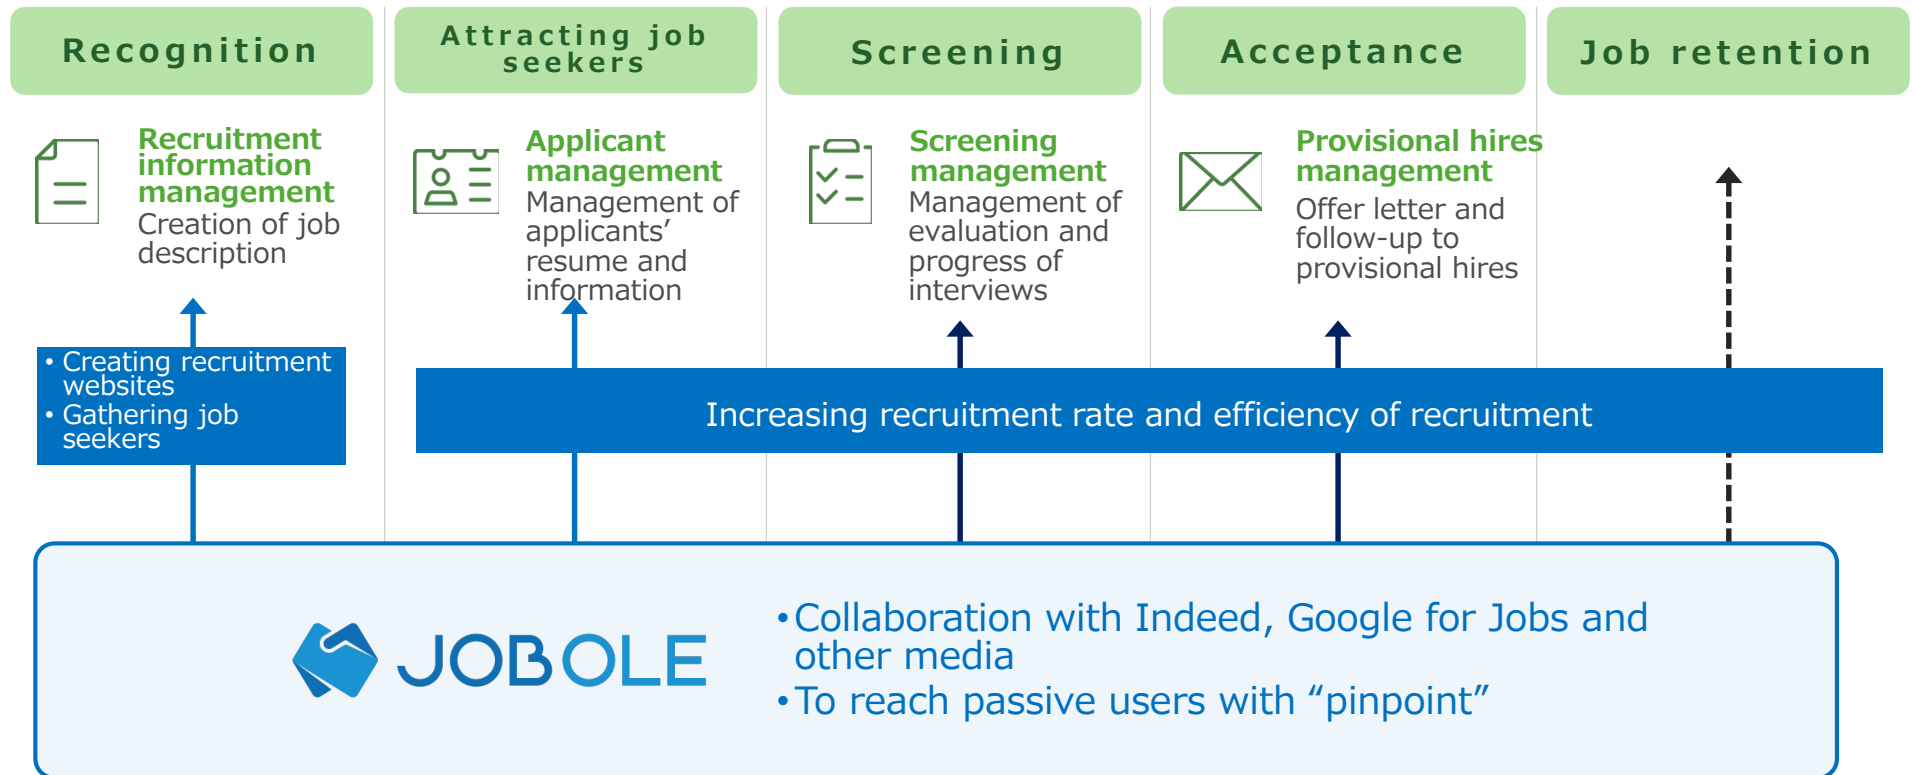 Recognition
Attracting job
seekers
Screening
Acceptance
Job retention
Recruitment
information
management
Creation of job
description
Applicant
management
Management of
applicants’
resume and
information
Screening
management
Management of
evaluation and
progress of
interviews
Provisional hires
management
Offer letter and
follow-up to
provisional hires
• Creating recruitment
websites
• Gathering job
seekers
Increasing recruitment rate and efficiency of recruitment
JOBOLE
•Collaboration with Indeed, Google for Jobs and
other media
•To reach passive users with “pinpoint”